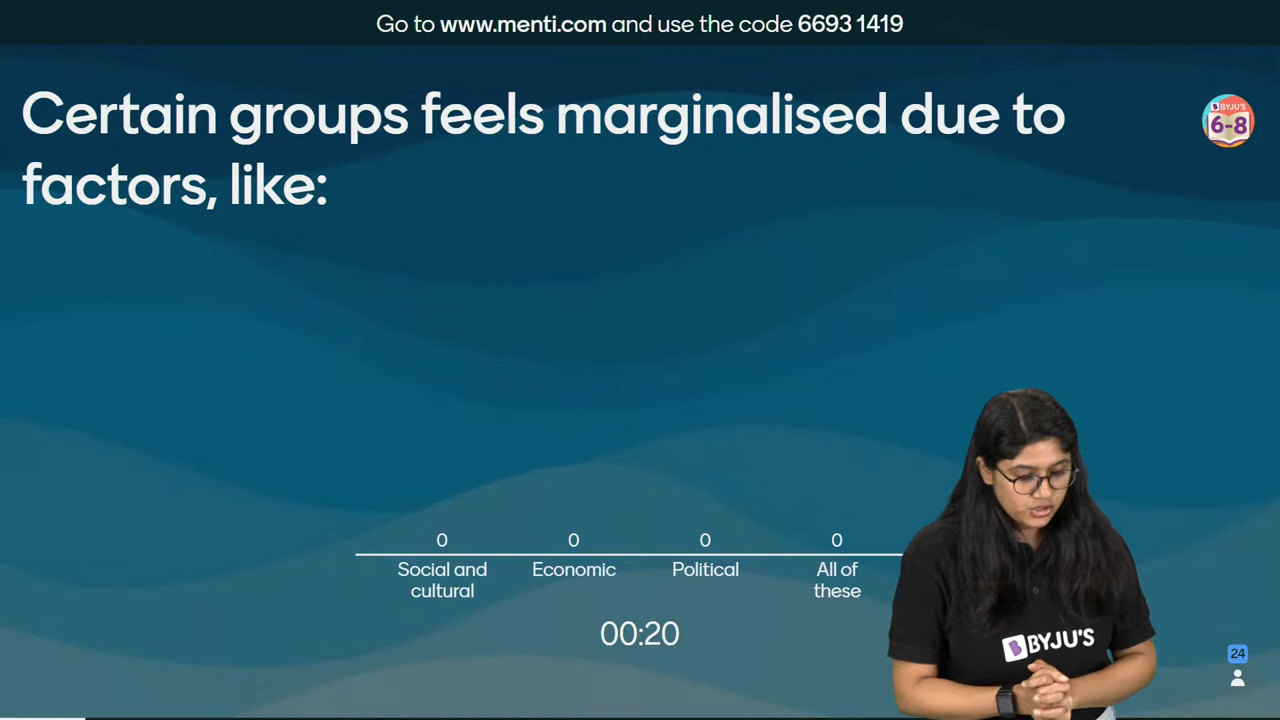 Go to www.menti.com and use the code 6693 1419
Certain groups feels marginalised due to
factors, like:
BYJU'S
6-8
0 0 0 0
Social and cultural Economic Political All of these
00:20
BYJU'S
24